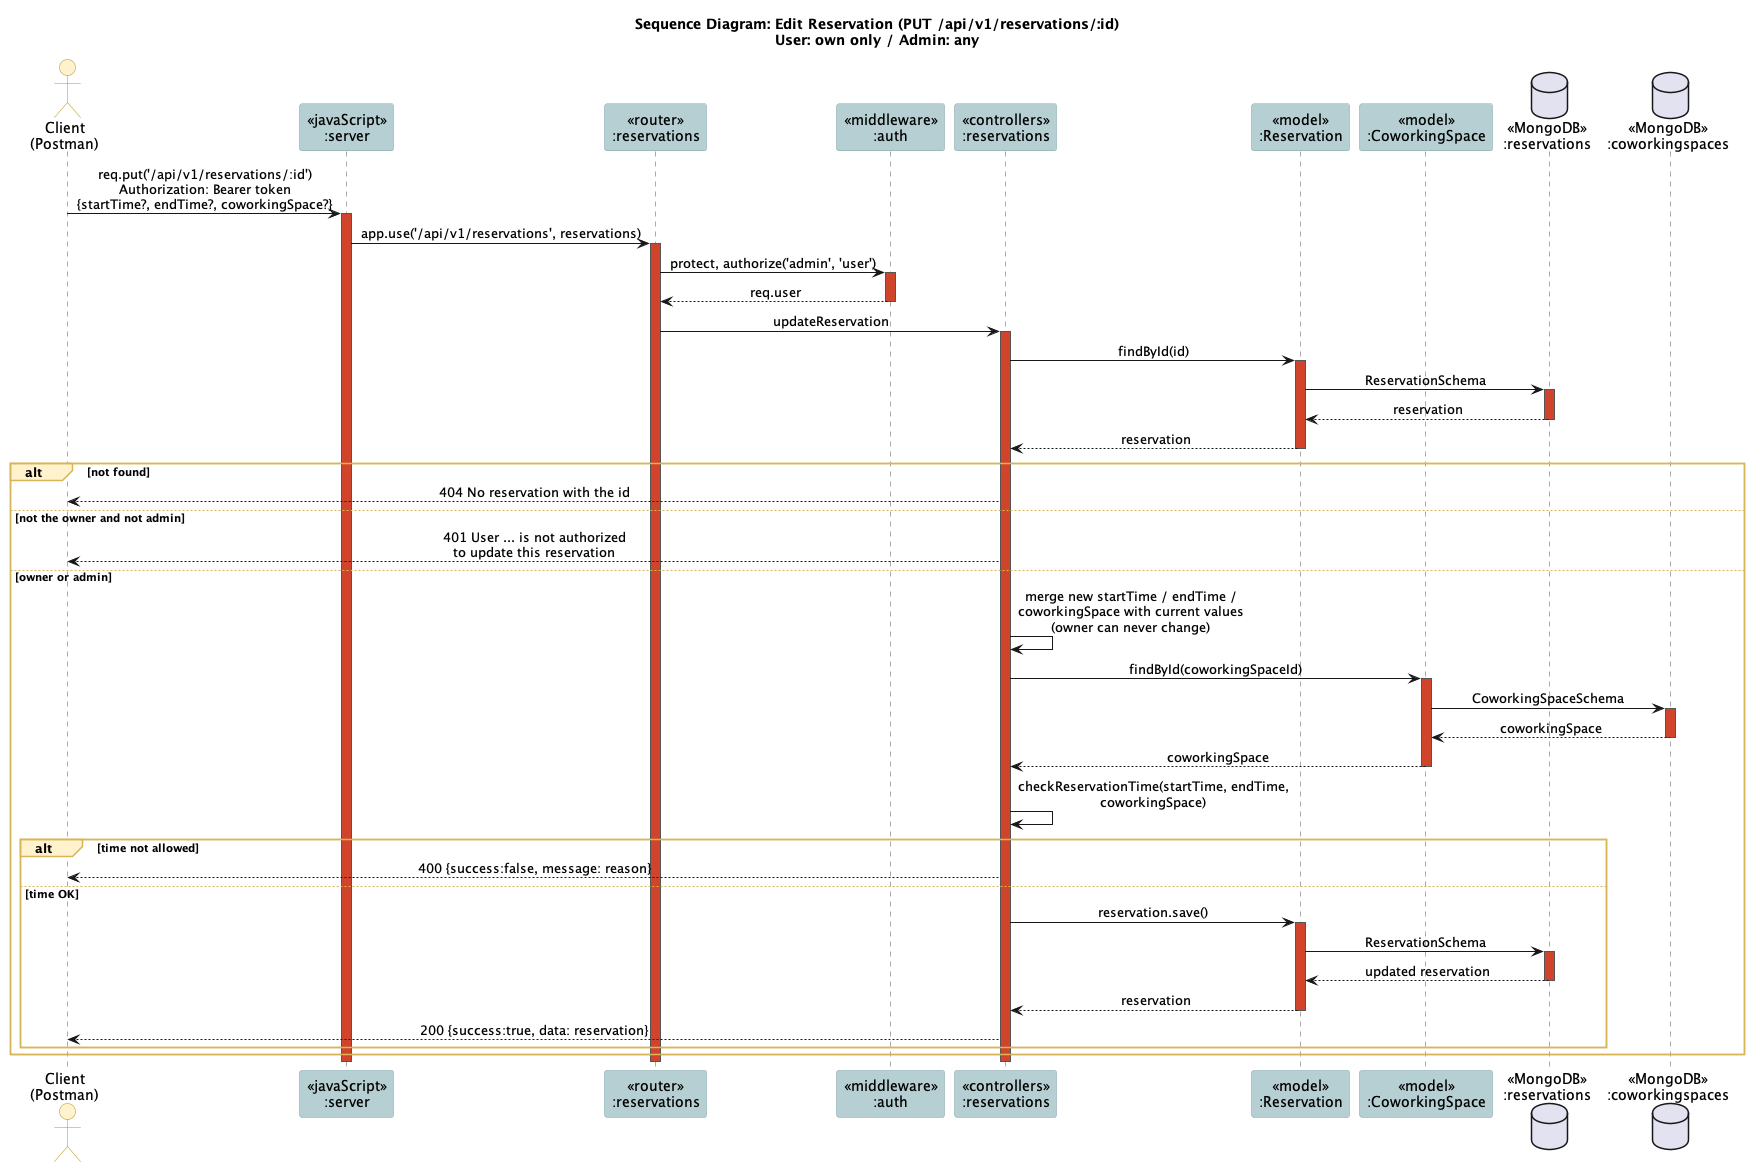 Sequence Diagram: Edit Reservation (PUT /api/v1/reservations/:id)
User: own only / Admin: any
Client
(Postman)
«javaScript»
:server
«router»
:reservations
«middleware»
:auth
«controllers»
:reservations
«model»
:Reservation
«model»
:CoworkingSpace
«MongoDB»
:reservations
«MongoDB»
:coworkingspaces
req.put('/api/v1/reservations/:id')
Authorization: Bearer token
{startTime?, endTime?, coworkingSpace?}
app.use('/api/v1/reservations', reservations)
protect, authorize('admin', 'user')
req.user
updateReservation
findById(id)
ReservationSchema
reservation
reservation
alt
[not found]
404 No reservation with the id
[not the owner and not admin]
401 User ... is not authorized
to update this reservation
[owner or admin]
merge new startTime / endTime /
coworkingSpace with current values
(owner can never change)
findById(coworkingSpaceId)
CoworkingSpaceSchema
coworkingSpace
coworkingSpace
checkReservationTime(startTime, endTime,
coworkingSpace)
alt
[time not allowed]
400 {success:false, message: reason}
[time OK]
reservation.save()
ReservationSchema
updated reservation
reservation
200 {success:true, data: reservation}
Client
(Postman)
«javaScript»
:server
«router»
:reservations
«middleware»
:auth
«controllers»
:reservations
«model»
:Reservation
«model»
:CoworkingSpace
«MongoDB»
:reservations
«MongoDB»
:coworkingspaces